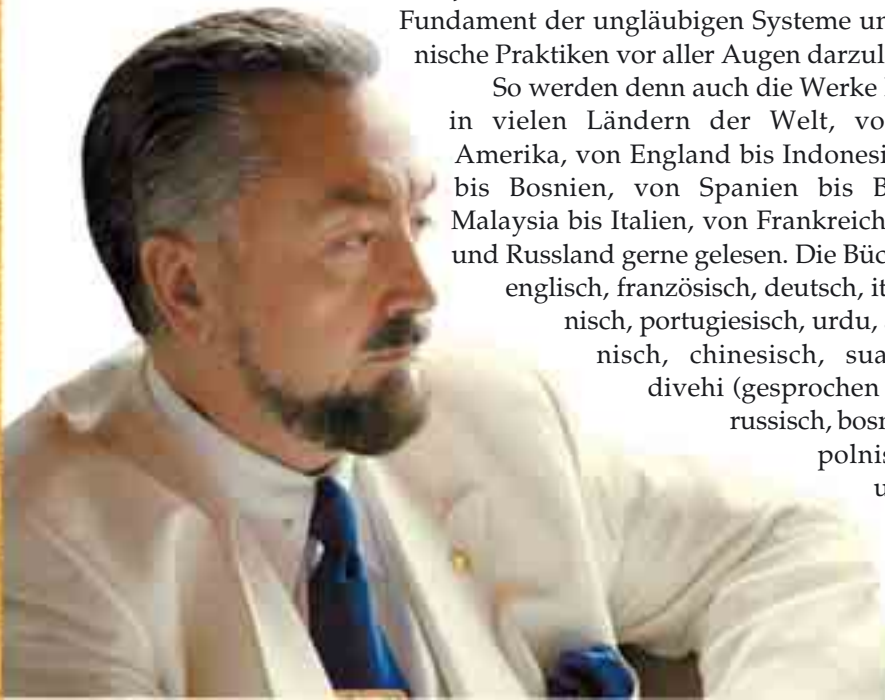 Fundament der ungläubigen Systeme un
nische Praktiken vor aller Augen darzul
So werden denn auch die Werke
in vielen Ländern der Welt, vo
Amerika, von England bis Indonesi
bis Bosnien, von Spanien bis B
Malaysia bis Italien, von Frankreich
und Russland gerne gelesen. Die Büc
englisch, französisch, deutsch, it
nisch, portugiesisch, urdu,
nisch, chinesisch, sua
divehi (gesprochen
russisch, bosn
polnis
u